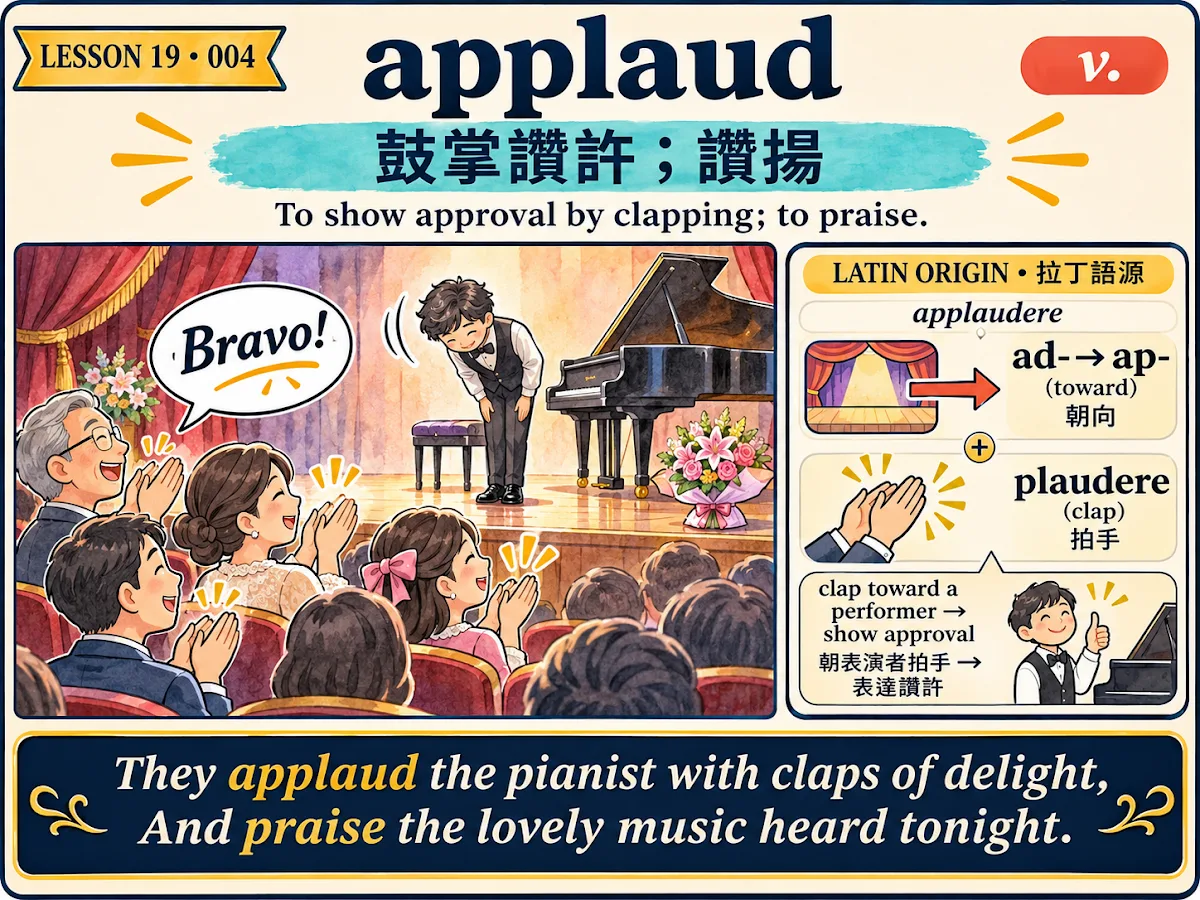 LESSON 19 • 004
applaud
v.
鼓掌讚許；讚揚
To show approval by clapping; to praise.
Bravo!
LATIN ORIGIN • 拉丁語源
applaudere
ad-→ap-
(toward)
朝向
+
plaudere
(clap)
拍手
clap toward a
performer →
show approval
朝表演者拍手 →
表達讚許
They applaud the pianist with claps of delight,
And praise the lovely music heard tonight.